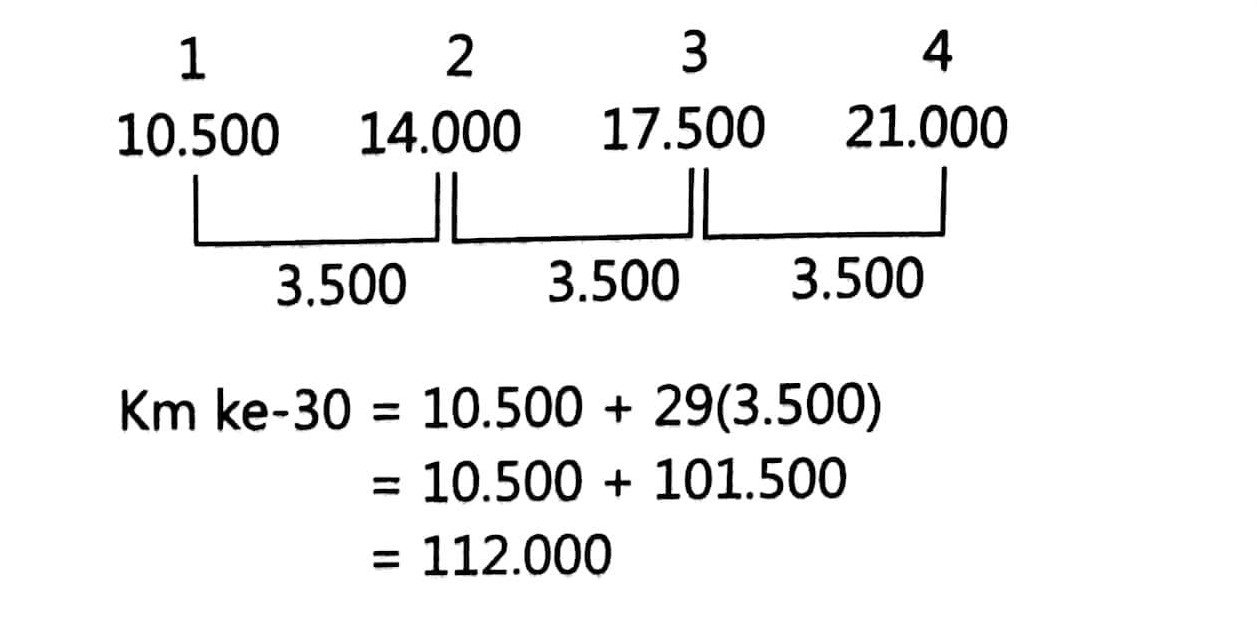 1 2 3 4
10.500 14.000 17.500 21.000
3.500 3.500 3.500
Km ke-30 = 10.500 + 29(3.500)
= 10.500 + 101.500
= 112.000